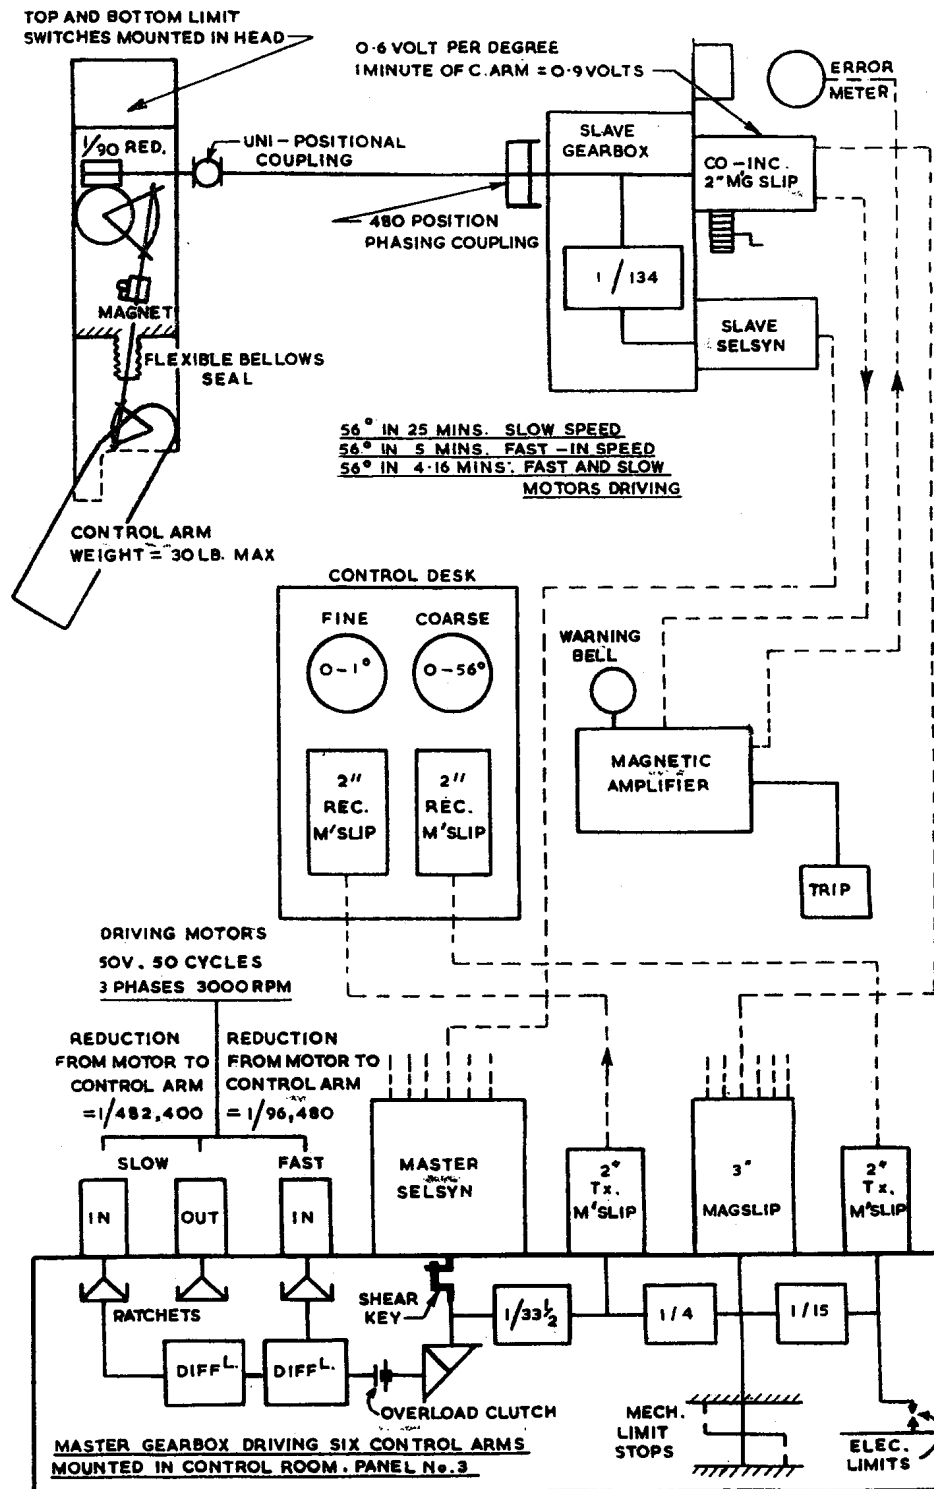 TOP AND BOTTOM LIMIT
SWITCHES MOUNTED IN HEAD
0·6 VOLT PER DEGREE
1 MINUTE OF C. ARM = 0·9 VOLTS
ERROR
METER
1/90 RED.
UNI-POSITIONAL
COUPLING
SLAVE
GEARBOX
CO-INC.
2" M'G SLIP
480 POSITION
PHASING COUPLING
1/134
MAGNET
SLAVE
SELSYN
FLEXIBLE BELLOWS
SEAL
56° IN 25 MINS. SLOW SPEED
56° IN 5 MINS. FAST-IN SPEED
56° IN 4·16 MINS. FAST AND SLOW
MOTORS DRIVING
CONTROL ARM
WEIGHT = 30LB. MAX
CONTROL DESK
FINE
COARSE
0-1°
0-56°
WARNING
BELL
2"
REC.
M'SLIP
2"
REC.
M'SLIP
MAGNETIC
AMPLIFIER
TRIP
DRIVING MOTORS
50V. 50 CYCLES
3 PHASES 3000 RPM
REDUCTION
FROM MOTOR TO
CONTROL ARM
=1/482,400
REDUCTION
FROM MOTOR TO
CONTROL ARM
=1/96,480
SLOW
FAST
IN
OUT
IN
MASTER
SELSYN
2"
Tx.
M'SLIP
3"
MAGSLIP
2"
Tx.
M'SLIP
RATCHETS
SHEAR
KEY
1/33½
1/4
1/15
DIFFL.
DIFFL.
OVERLOAD CLUTCH
MECH.
LIMIT
STOPS
ELEC.
LIMITS
MASTER GEARBOX DRIVING SIX CONTROL ARMS
MOUNTED IN CONTROL ROOM. PANEL No. 3